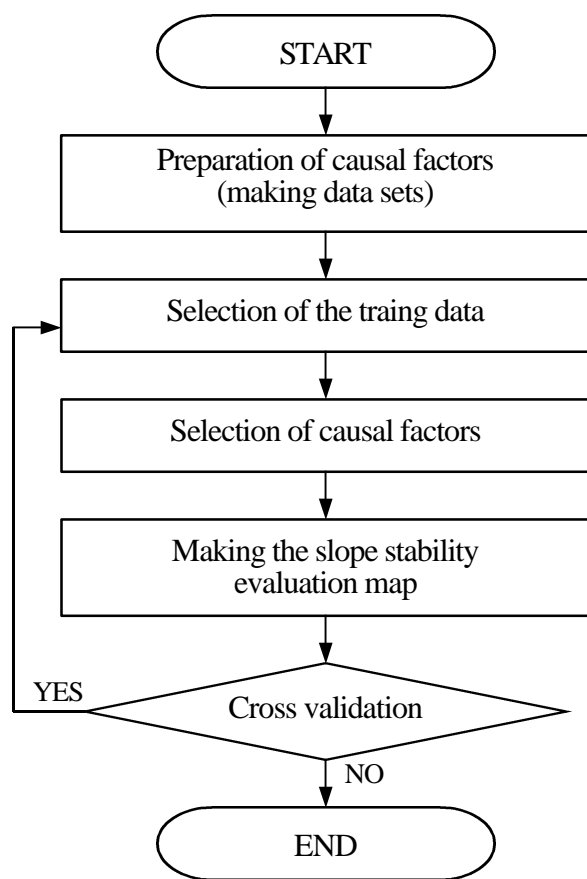 START
Preparation of causal factors
(making data sets)
Selection of the traing data
Selection of causal factors
Making the slope stability
evaluation map
YES
Cross validation
NO
END